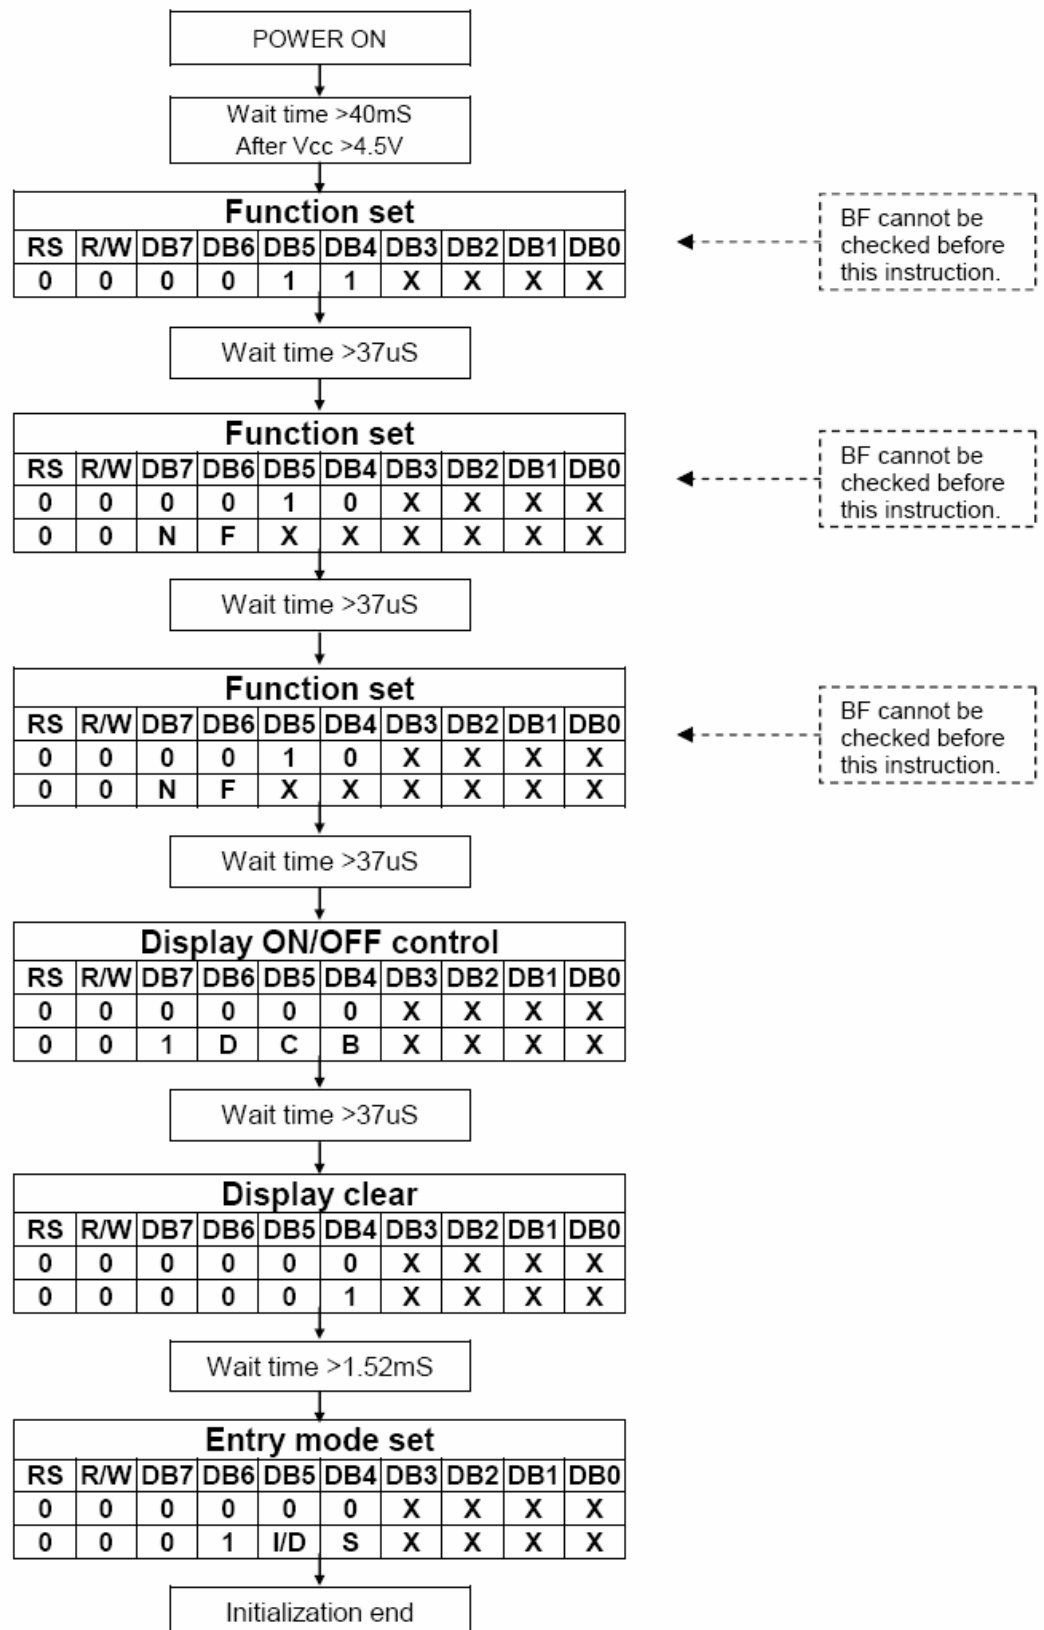 POWER ON
Wait time >40mS
After Vcc >4.5V
Function set
RS R/W DB7 DB6 DB5 DB4 DB3 DB2 DB1 DB0
0 0 0 0 1 1 X X X X
BF cannot be
checked before
this instruction.
Wait time >37uS
Function set
RS R/W DB7 DB6 DB5 DB4 DB3 DB2 DB1 DB0
0 0 0 0 1 0 X X X X
0 0 N F X X X X X X
BF cannot be
checked before
this instruction.
Wait time >37uS
Function set
RS R/W DB7 DB6 DB5 DB4 DB3 DB2 DB1 DB0
0 0 0 0 1 0 X X X X
0 0 N F X X X X X X
BF cannot be
checked before
this instruction.
Wait time >37uS
Display ON/OFF control
RS R/W DB7 DB6 DB5 DB4 DB3 DB2 DB1 DB0
0 0 0 0 0 0 X X X X
0 0 1 D C B X X X X
Wait time >37uS
Display clear
RS R/W DB7 DB6 DB5 DB4 DB3 DB2 DB1 DB0
0 0 0 0 0 0 X X X X
0 0 0 0 0 1 X X X X
Wait time >1.52mS
Entry mode set
RS R/W DB7 DB6 DB5 DB4 DB3 DB2 DB1 DB0
0 0 0 0 0 0 X X X X
0 0 0 1 I/D S X X X X
Initialization end